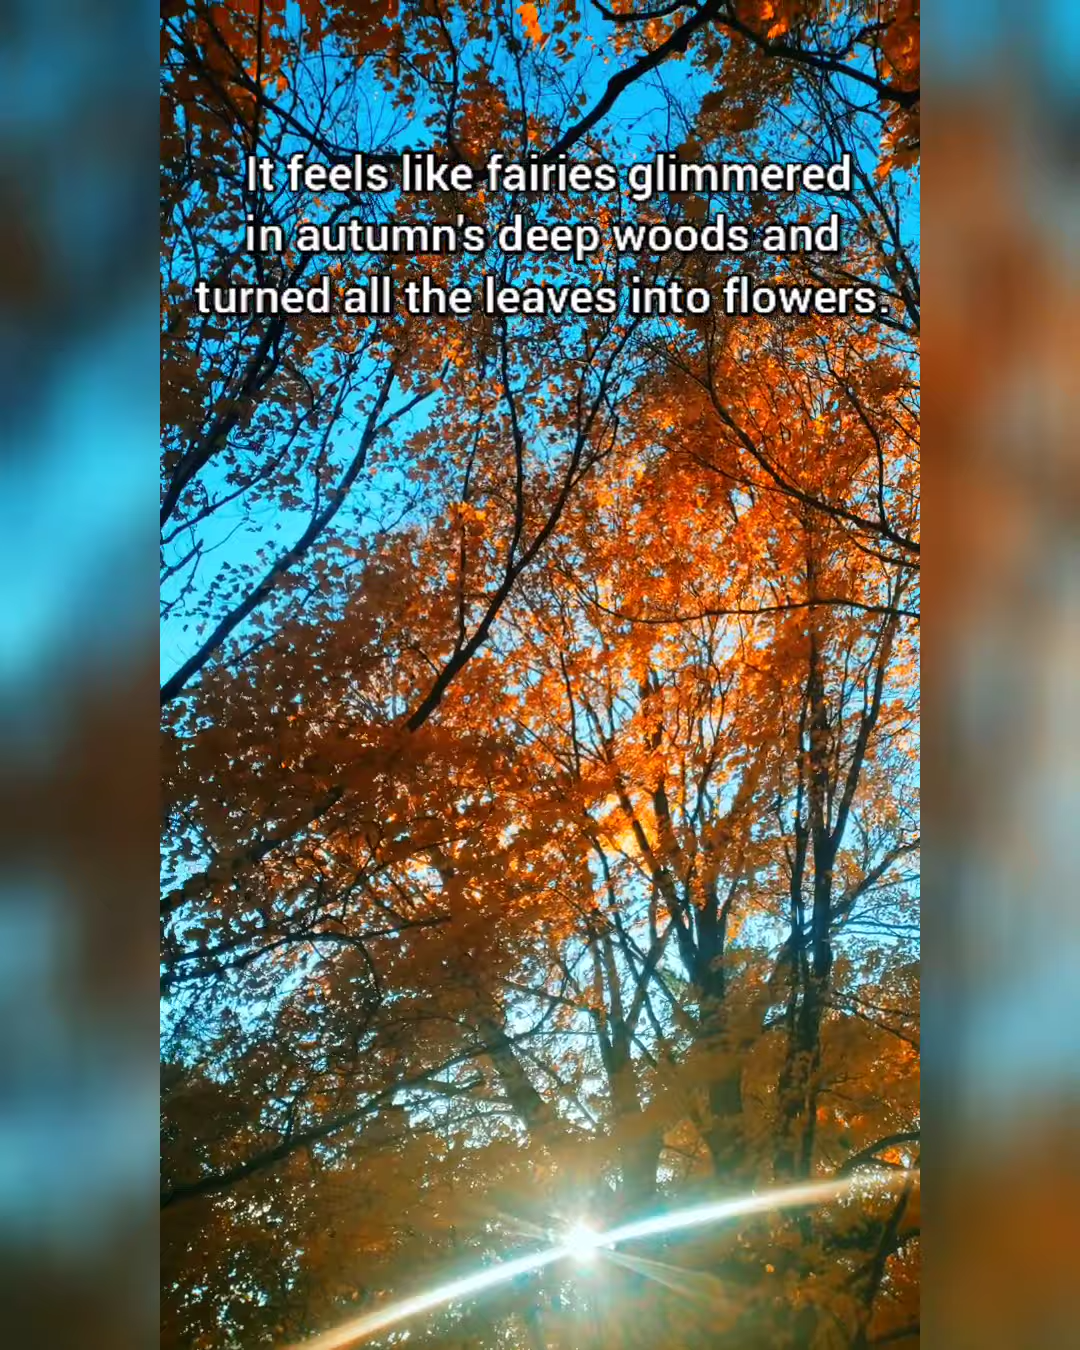 It feels like fairies glimmered
in autumn's deep woods and
turned all the leaves into flowers.